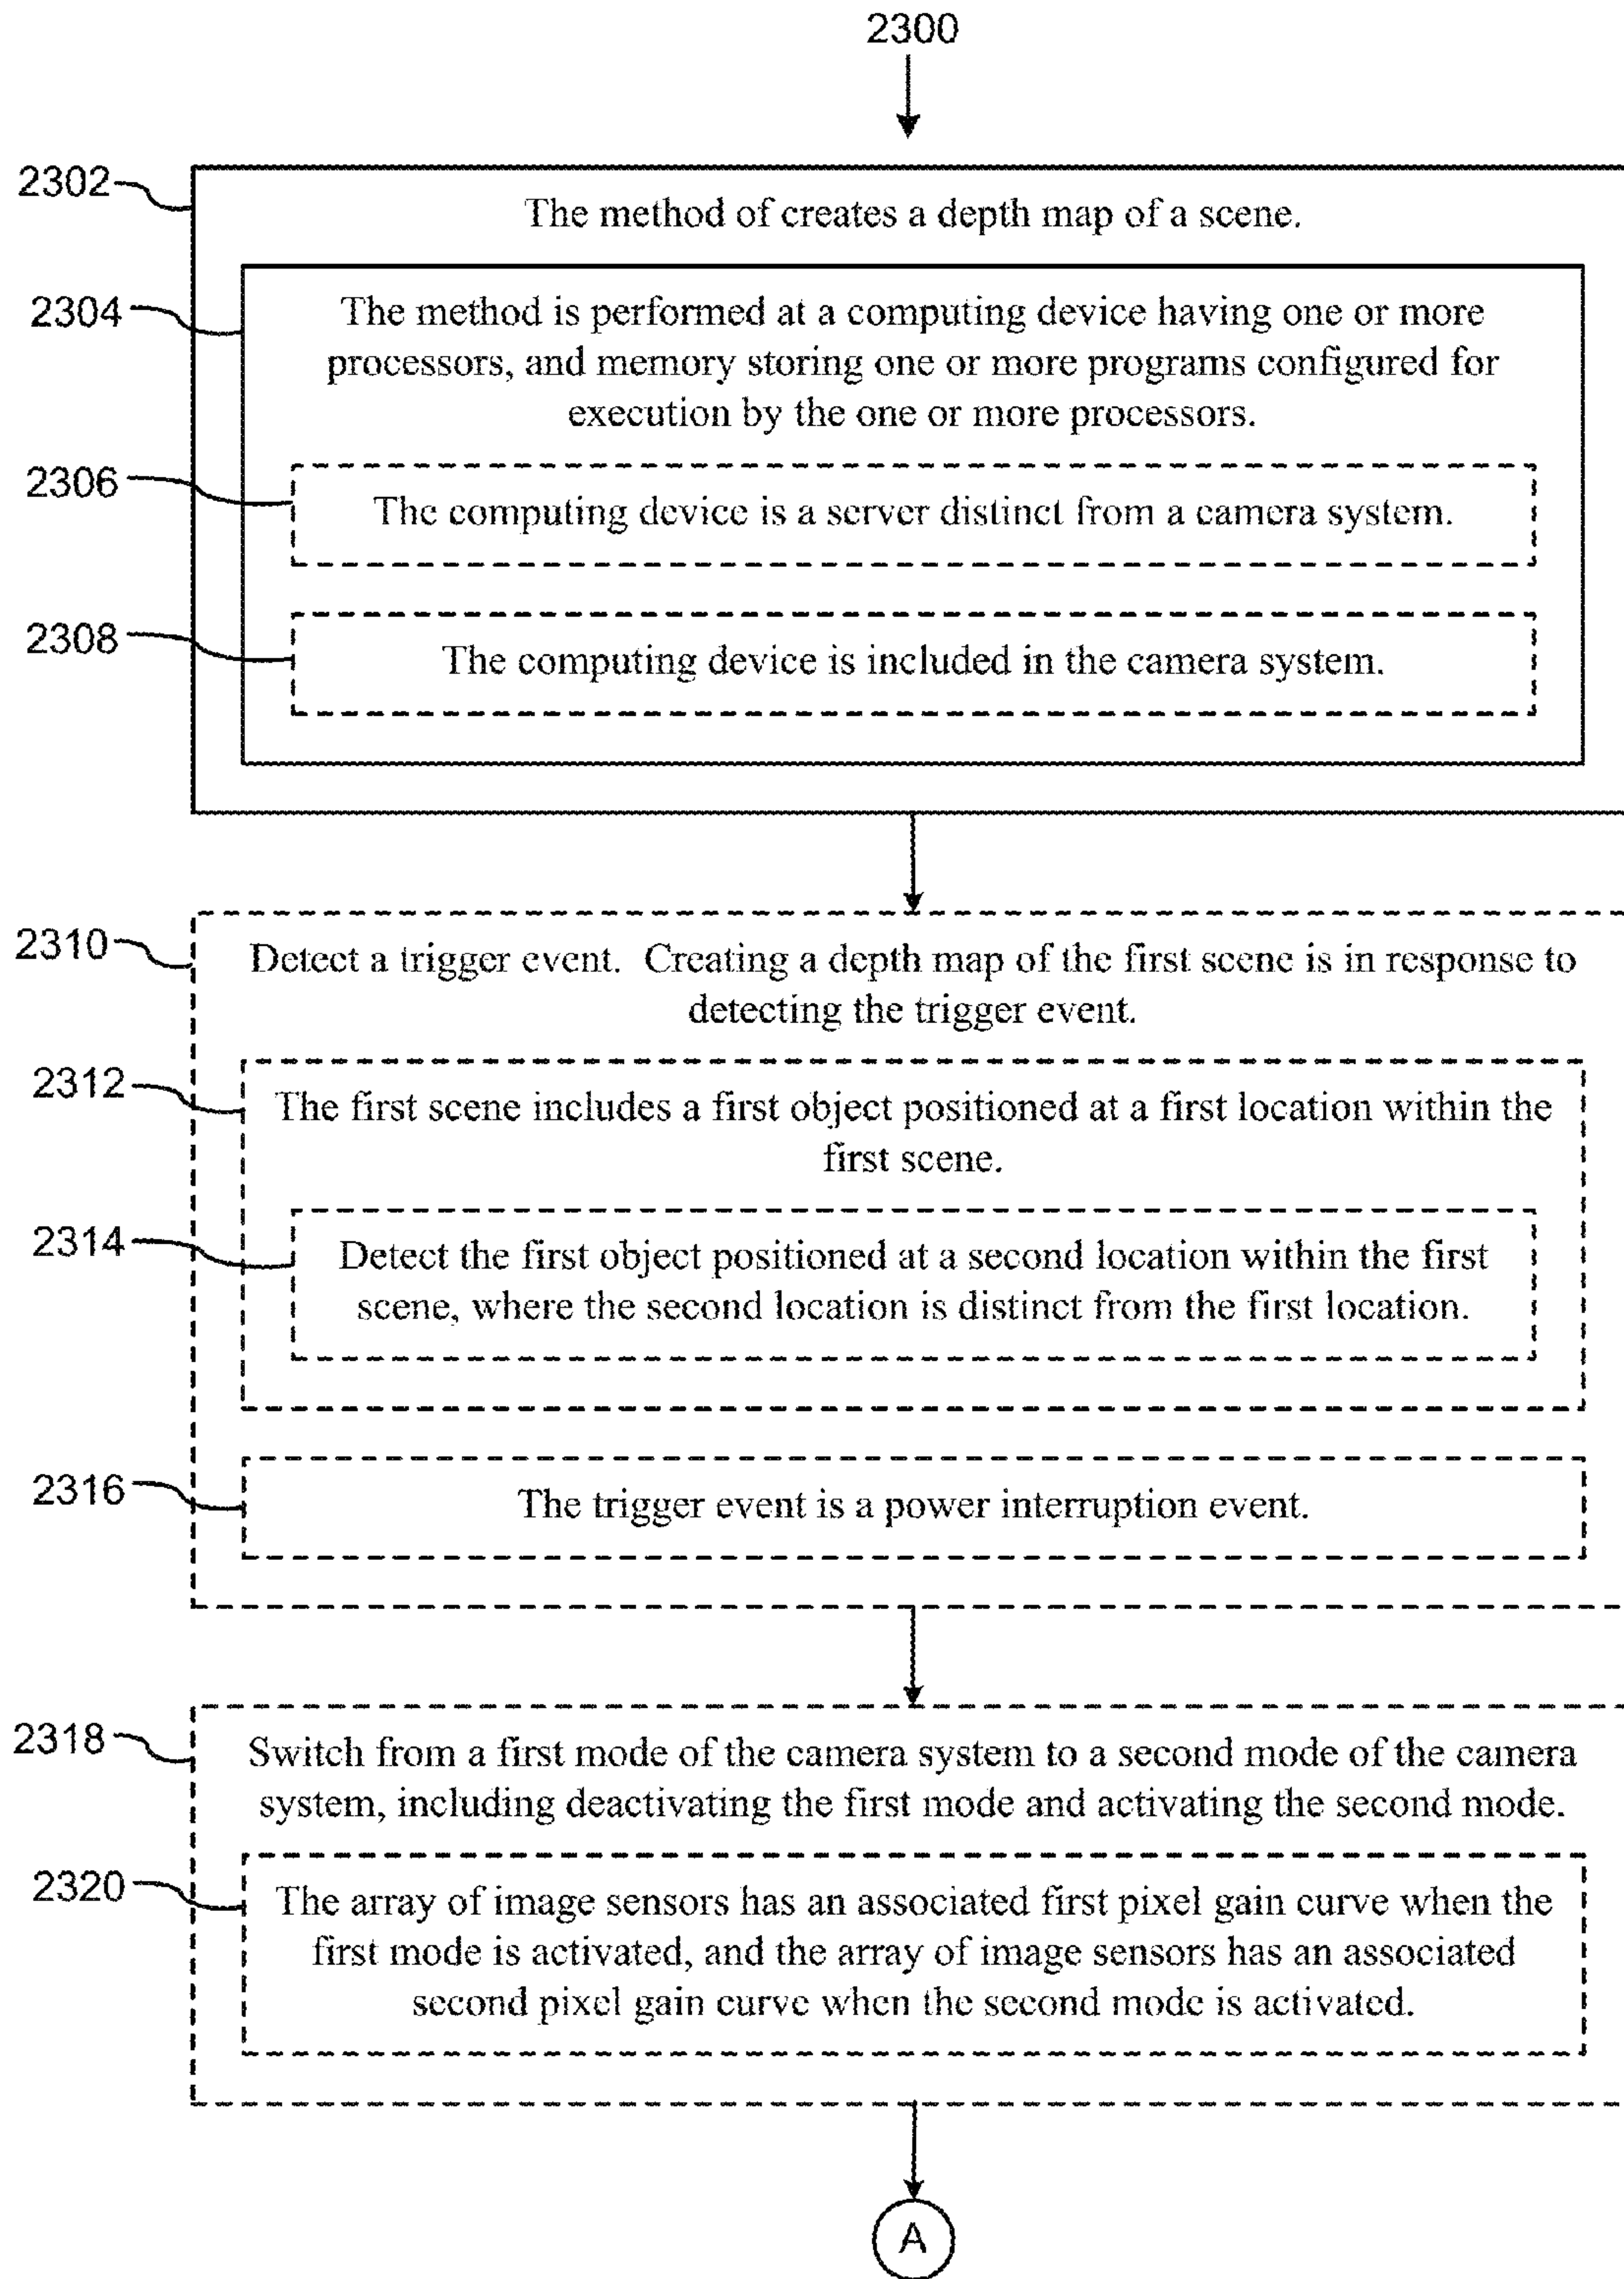 2300
2302
The method of creates a depth map of a scene.
2304
The method is performed at a computing device having one or more
processors, and memory storing one or more programs configured for
execution by the one or more processors.
2306
The computing device is a server distinct from a camera system.
2308
The computing device is included in the camera system.
2310
Detect a trigger event. Creating a depth map of the first scene is in response to
detecting the trigger event.
2312
The first scene includes a first object positioned at a first location within the
first scene.
2314
Detect the first object positioned at a second location within the first
scene, where the second location is distinct from the first location.
2316
The trigger event is a power interruption event.
2318
Switch from a first mode of the camera system to a second mode of the camera
system, including deactivating the first mode and activating the second mode.
2320
The array of image sensors has an associated first pixel gain curve when the
first mode is activated, and the array of image sensors has an associated
second pixel gain curve when the second mode is activated.
A